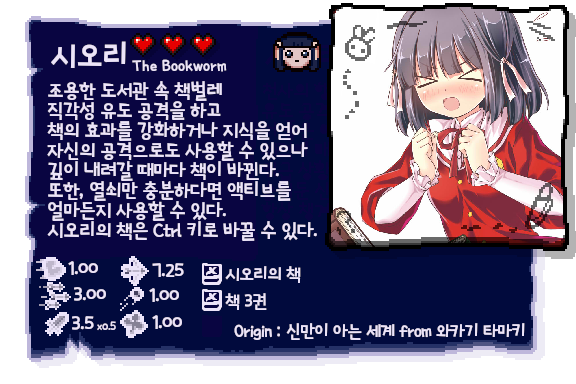 시오리
The Bookworm
조용한 도서관 속 책벌레
직각성 유도 공격을 하고
책의 효과를 강화하거나 지식을 얻어
자신의 공격으로도 사용할 수 있으나
깊이 내려갈 때마다 책이 바뀐다.
또한, 열쇠만 충분하다면 액티브를
얼마든지 사용할 수 있다.
시오리의 책은 Ctrl 키로 바꿀 수 있다.
1.00 7.25 시오리의 책
3.00 1.00 책 3권
3.5 x0.5 1.00
Origin : 신만이 아는 세계 from 와카기 타마키